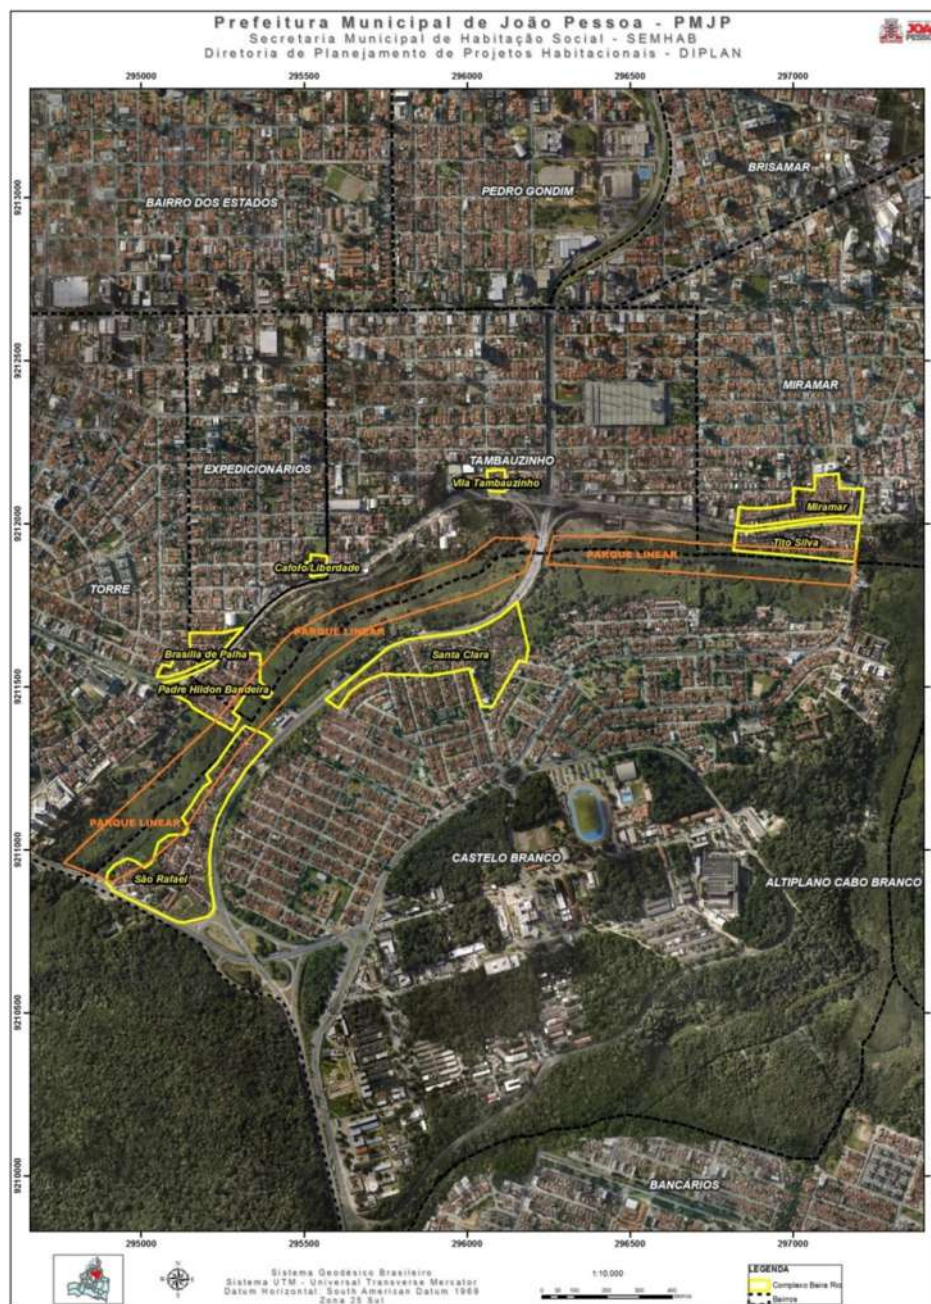 Prefeitura Municipal de João Pessoa - PMJP
Secretaria Municipal de Habitação Social - SEMHAB
Diretoria de Planejamento de Projetos Habitacionais - DIPLAN
295000 295500 296000 296500 297000
9213000
9212500
9212000
9211500
9211000
9210500
9210000
BRISAMAR
PEDRO GONDIM
BAIRRO DOS ESTADOS
MIRAMAR
TAMBAUZINHO
EXPEDICIONÁRIOS
Vila Tambauzinho
Miramar
Tito Silva
PARQUE LINEAR
Cafofo/Liberdade
TORRE
PARQUE LINEAR
Brasília de Palha
Santa Clara
Padre Hildon Bandeira
PARQUE LINEAR
CASTELO BRANCO
São Rafael
ALTIPLANO CABO BRANCO
BANCÁRIOS
295000 295500 296000 296500 297000
Sistema Geodésico Brasileiro
Sistema UTM - Universal Transverse Mercator
Datum Horizontal: South American Datum 1969
Zona 25 Sul
1:10.000
LEGENDA
Complexo Beira Rio
Bairros